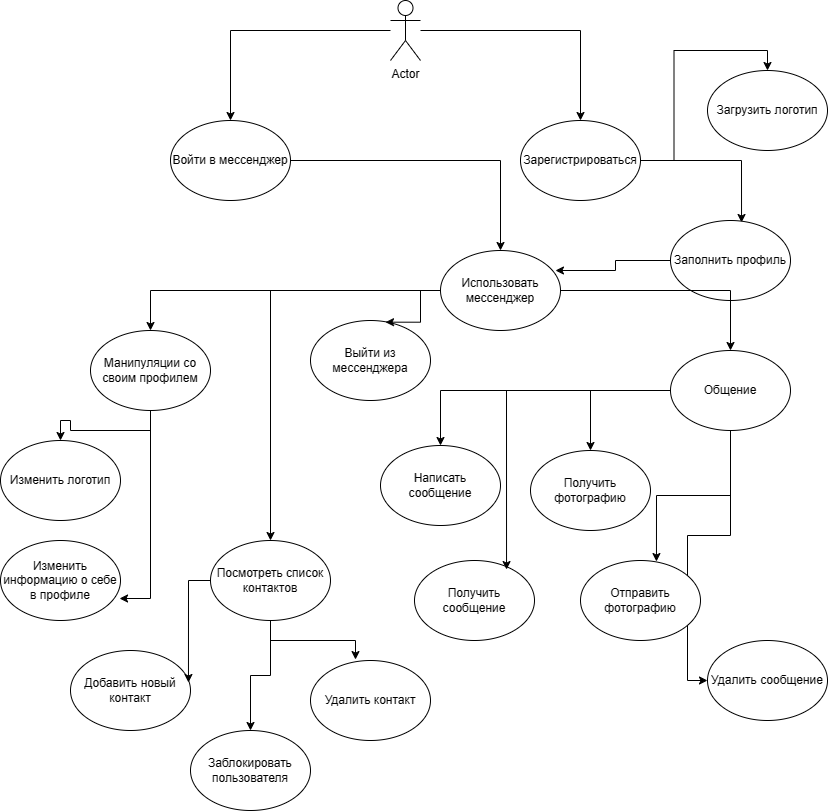 Actor
Загрузить логотип
Войти в мессенджер
Зарегистрироваться
Заполнить профиль
Использовать
мессенджер
Манипуляции со
своим профилем
Выйти из
мессенджера
Общение
Изменить логотип
Написать
сообщение
Получить
фотографию
Изменить
информацию о себе
в профиле
Посмотреть список
контактов
Получить
сообщение
Отправить
фотографию
Добавить новый
контакт
Удалить контакт
Удалить сообщение
Заблокировать
пользователя